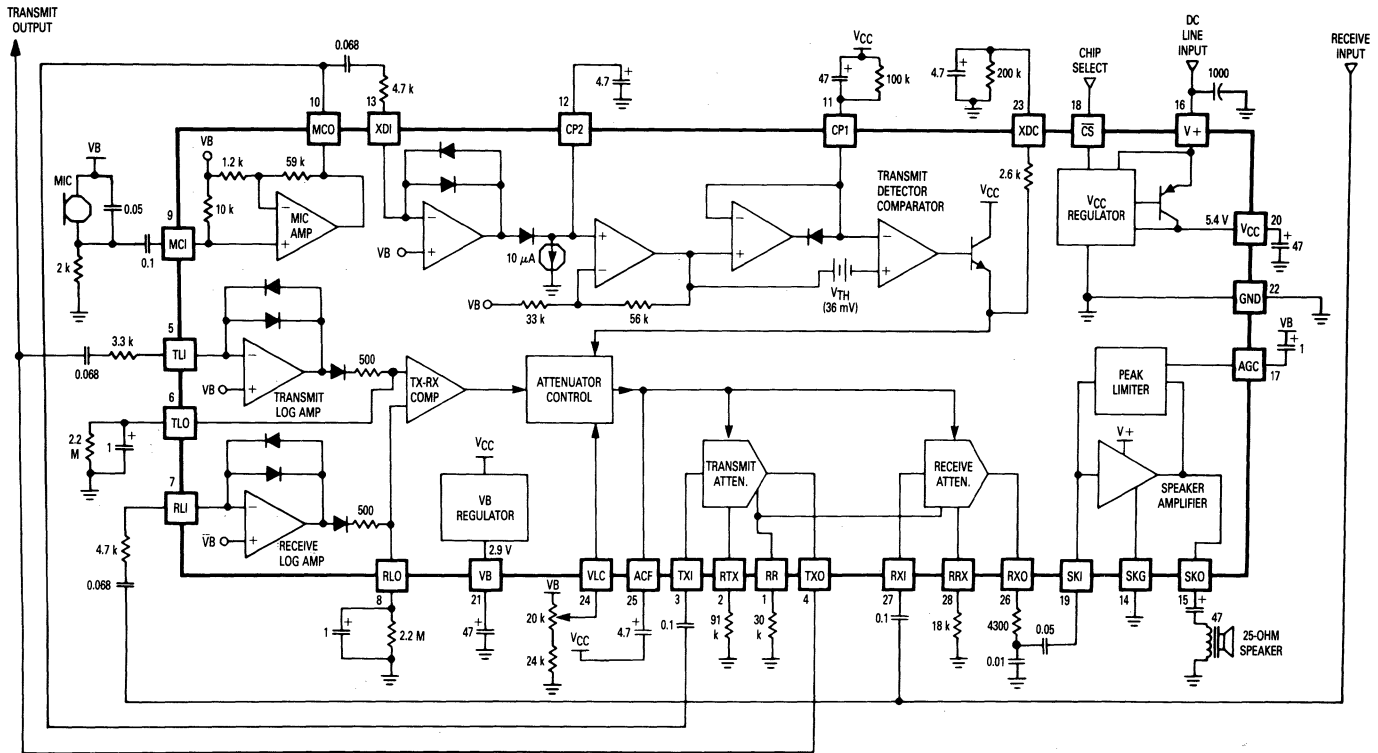 TRANSMIT
OUTPUT
0.068
4.7 k
10
13
MCO
XDI
12
4.7
CP2
VCC
47
100 k
11
CP1
4.7
200 k
23
XDC
2.6 k
CHIP
SELECT
18
CS
DC
LINE
INPUT
1000
16
V +
RECEIVE
INPUT
VB
MIC
0.05
9
MCI
0.1
2 k
VB
1.2 k
59 k
10 k
MIC
AMP
VB
10 μA
VB
33 k
56 k
TRANSMIT
DETECTOR
COMPARATOR
VTH
(36 mV)
VCC
VCC
REGULATOR
5.4 V
20
VCC
47
GND
22
VB
1
AGC
17
5
TLI
3.3 k
0.068
VB
TRANSMIT
LOG AMP
500
TX-RX
COMP
ATTENUATOR
CONTROL
6
TLO
2.2
M
1
7
RLI
4.7 k
0.068
VB
RECEIVE
LOG AMP
500
VCC
VB
REGULATOR
2.9 V
TRANSMIT
ATTEN.
RECEIVE
ATTEN.
PEAK
LIMITER
V +
SPEAKER
AMPLIFIER
RLO
VB
VLC
ACF
TXI
RTX
RR
TXO
RXI
RRX
RXO
SKI
SKG
SKO
8
21
24
25
3
2
1
4
27
28
26
19
14
15
1
2.2 M
47
VB
20 k
24 k
VCC
4.7
0.1
91
k
30
k
0.1
18 k
4300
0.05
0.01
47
25-OHM
SPEAKER